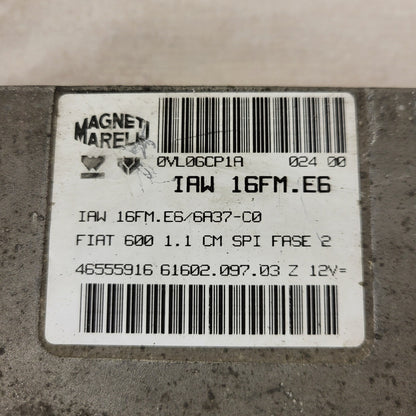 MAGNETI
MARELLI
0VL06CP1A 024 00
IAW 16FM.E6
IAW 16FM.E6/6A37-C0
FIAT 600 1.1 CM SPI FASE 2
46555916 61602.097.03 Z 12V=